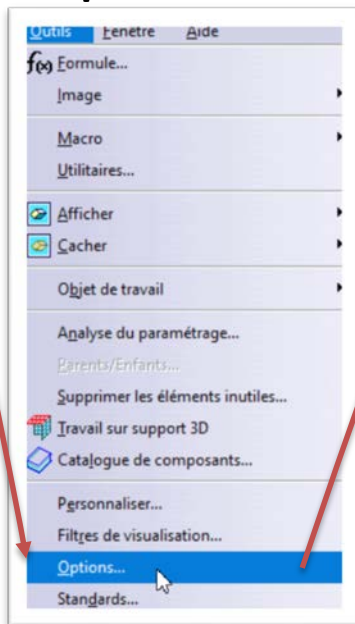 Outils Fenêtre Aide
f(x) Formule...
Image
Macro
Utilitaires...
Afficher
Cacher
Objet de travail
Analyse du paramétrage...
Parents/Enfants...
Supprimer les éléments inutiles...
Travail sur support 3D
Catalogue de composants...
Personnaliser...
Filtres de visualisation...
Options...
Standards...